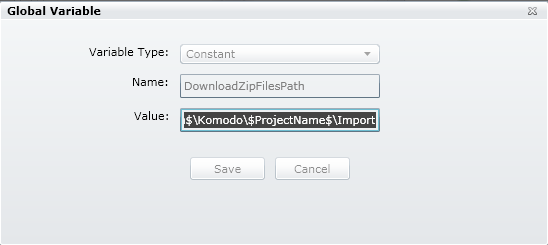 Global Variable
Variable Type: Constant
Name: DownloadZipFilesPath
Value: $\Komodo\$ProjectName$\Import
Save Cancel